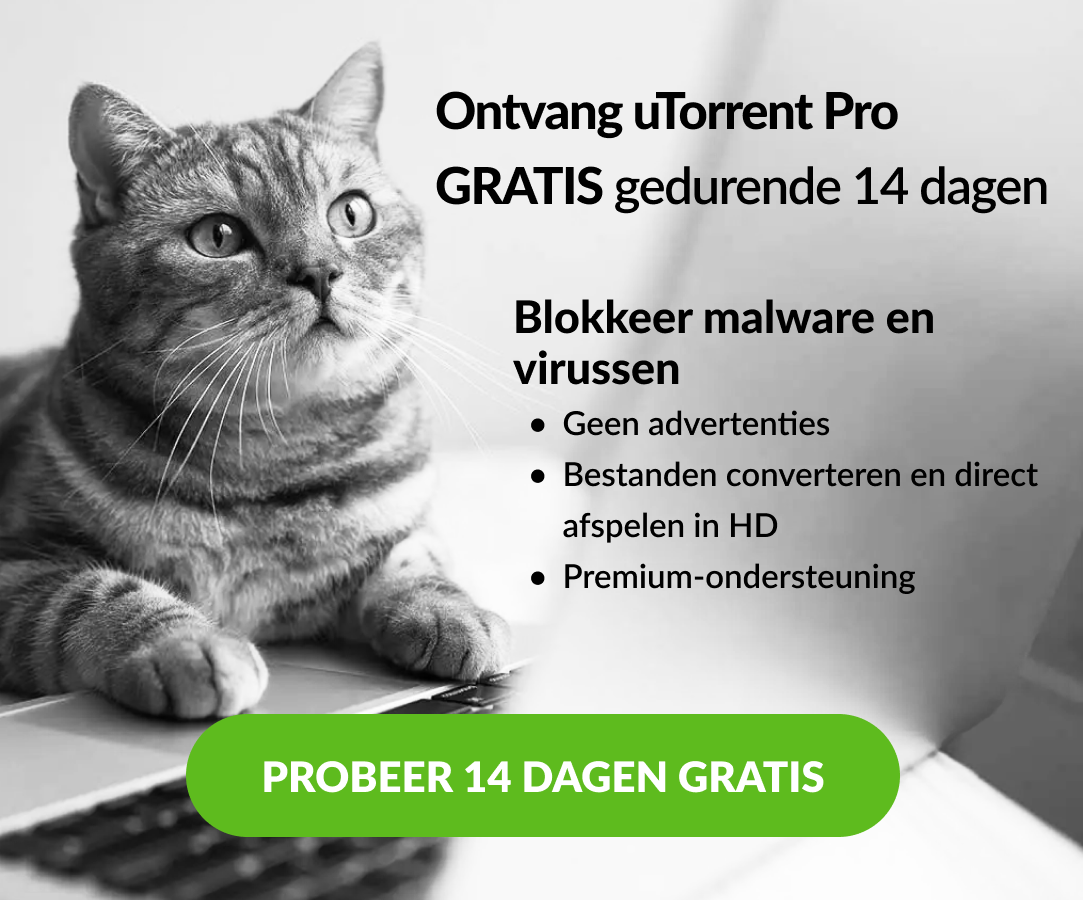 Ontvang uTorrent Pro
GRATIS gedurende 14 dagen
Blokkeer malware en
virussen
• Geen advertenties
• Bestanden converteren en direct
afspelen in HD
• Premium-ondersteuning
PROBEER 14 DAGEN GRATIS